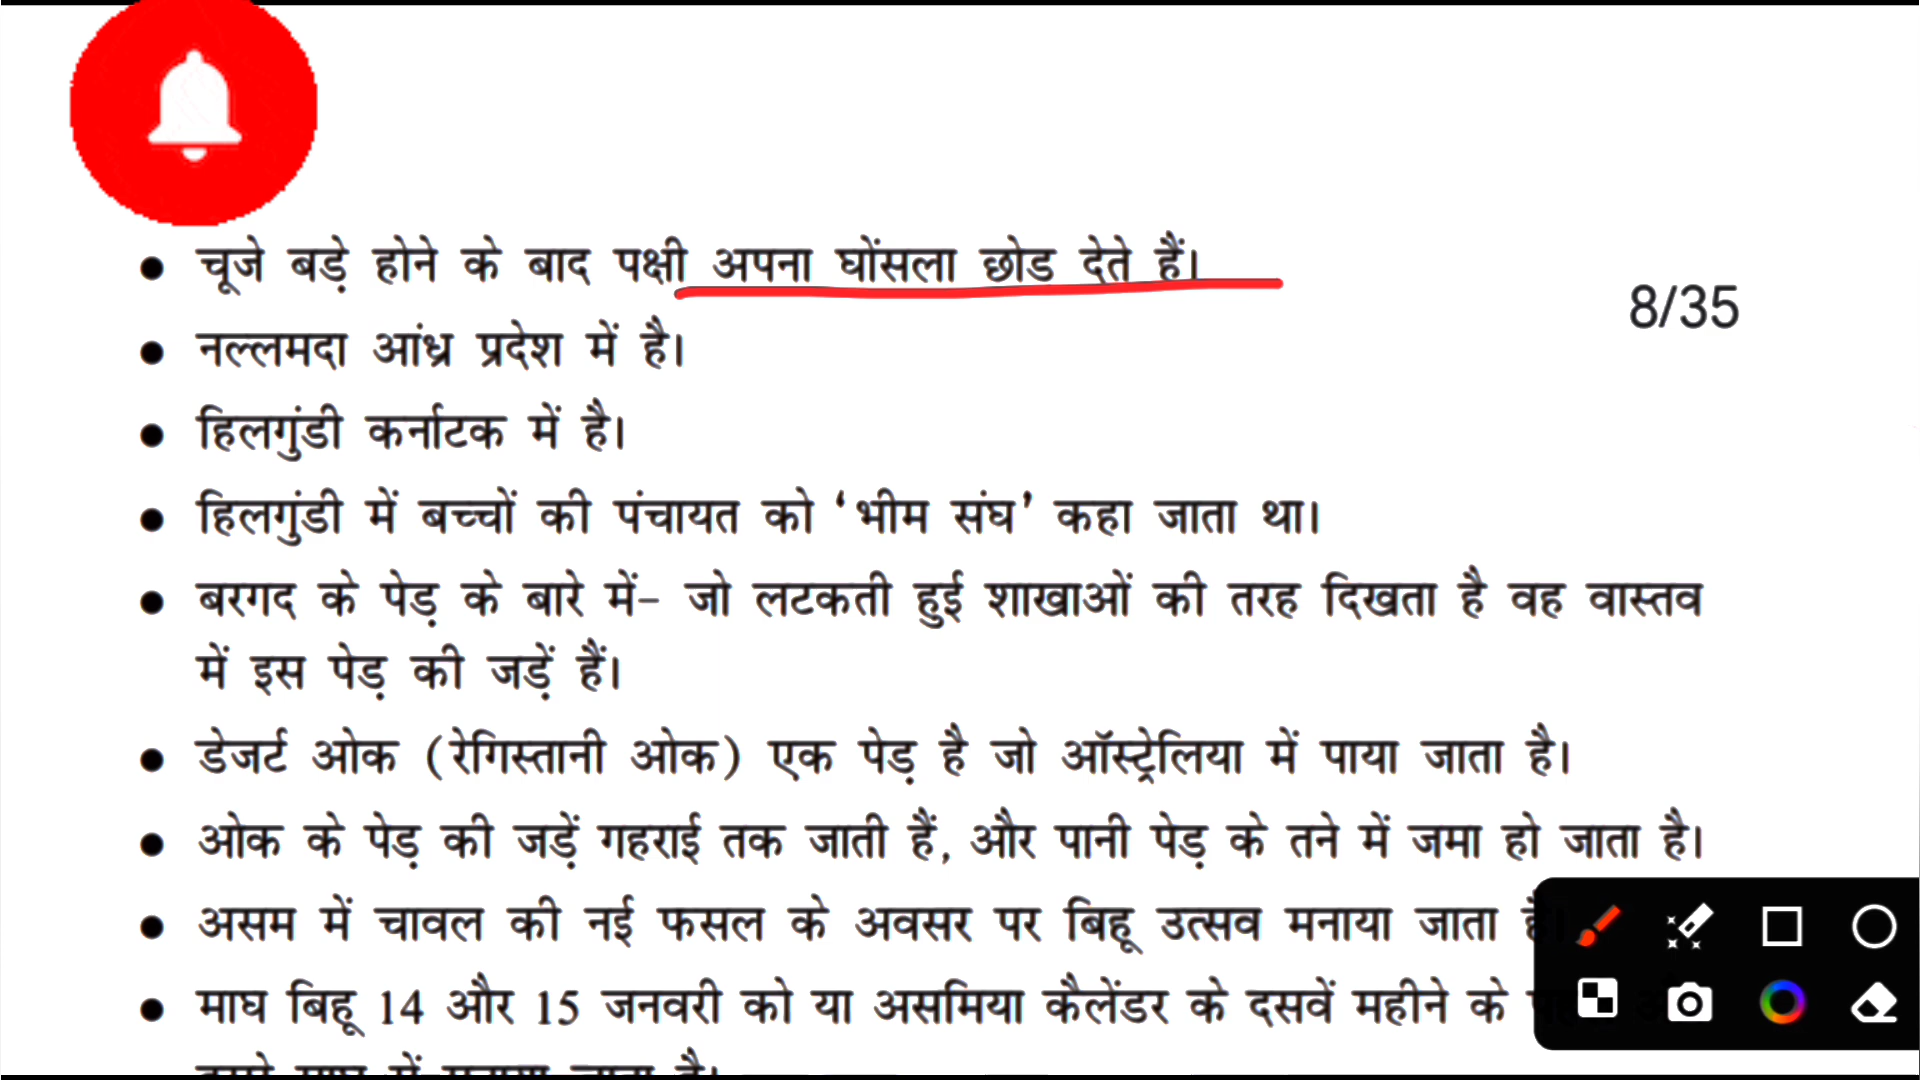 • चूजे बड़े होने के बाद पक्षी अपना घोंसला छोड देते हैं।
8/35
• नल्लमदा आंध्र प्रदेश में है।
• हिलगुंडी कर्नाटक में है।
• हिलगुंडी में बच्चों की पंचायत को ‘भीम संघ’ कहा जाता था।
• बरगद के पेड़ के बारे में- जो लटकती हुई शाखाओं की तरह दिखता है वह वास्तव
में इस पेड़ की जड़ें हैं।
• डेजर्ट ओक (रेगिस्तानी ओक) एक पेड़ है जो ऑस्ट्रेलिया में पाया जाता है।
• ओक के पेड़ की जड़ें गहराई तक जाती हैं, और पानी पेड़ के तने में जमा हो जाता है।
• असम में चावल की नई फसल के अवसर पर बिहू उत्सव मनाया जाता है।
• माघ बिहू 14 और 15 जनवरी को या असमिया कैलेंडर के दसवें महीने के